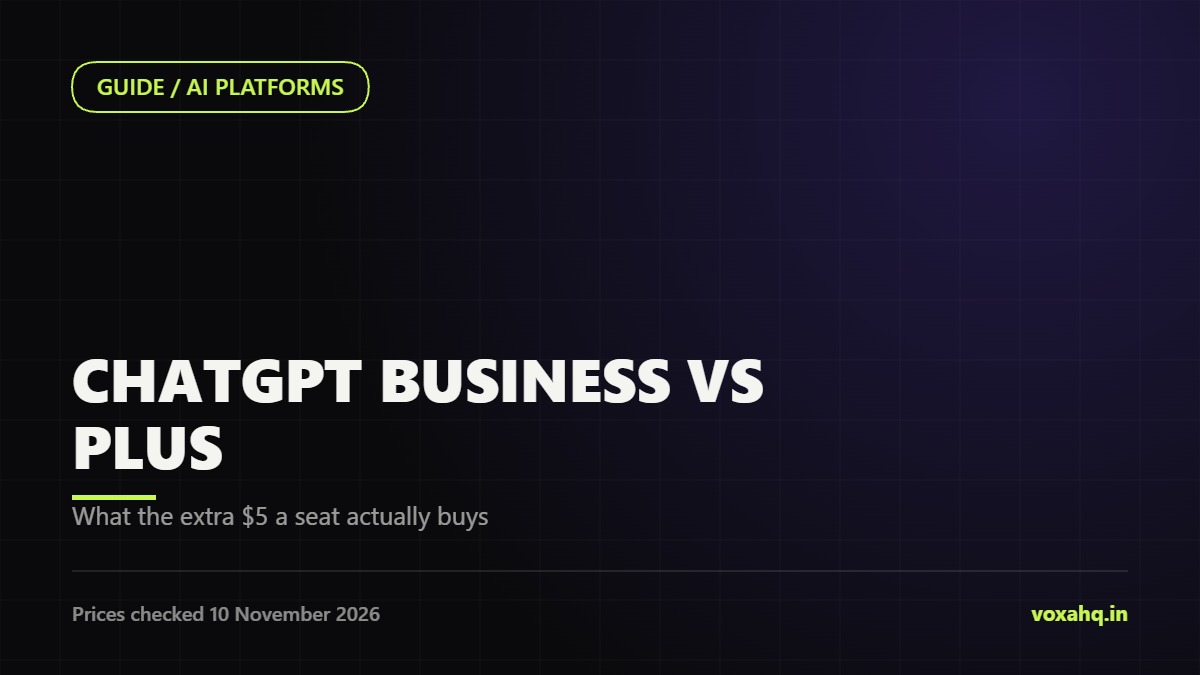 GUIDE / AI PLATFORMS
CHATGPT BUSINESS VS
PLUS
What the extra $5 a seat actually buys
Prices checked 10 November 2026
voxahq.in